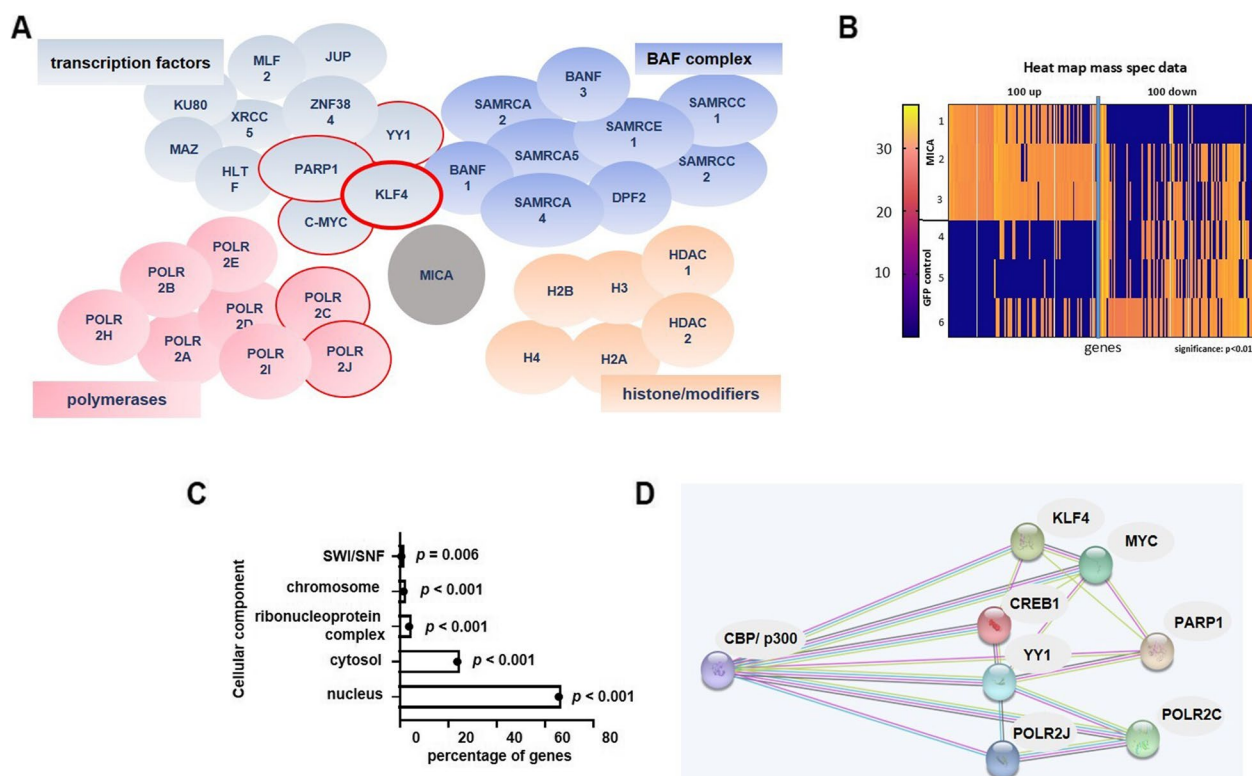 A
transcription factors
MLF
2
JUP
KU80
XRCC
5
ZNF38
4
YY1
MAZ
HLT
F
PARP1
KLF4
C-MYC
BAF complex
BANF
3
SAMRCA
2
SAMRCE
1
SAMRCC
1
SAMRCA5
BANF
1
SAMRCC
2
SAMRCA
4
DPF2
MICA
POLR
2E
POLR
2B
POLR
2C
POLR
2D
POLR
2H
POLR
2A
POLR
2I
POLR
2J
polymerases
HDAC
1
H2B
H3
HDAC
2
H4
H2A
histone/modifiers
B
Heat map mass spec data
100 up
100 down
30
20
10
MICA
GFP control
1
2
3
4
5
6
genes
significance: p<0.01
C
Cellular component
SWI/SNF
p = 0.006
chromosome
p < 0.001
ribonucleoprotein
complex
p < 0.001
cytosol
p < 0.001
nucleus
p < 0.001
0 20 40 60 80
percentage of genes
D
KLF4
MYC
CREB1
PARP1
CBP/ p300
YY1
POLR2J
POLR2C